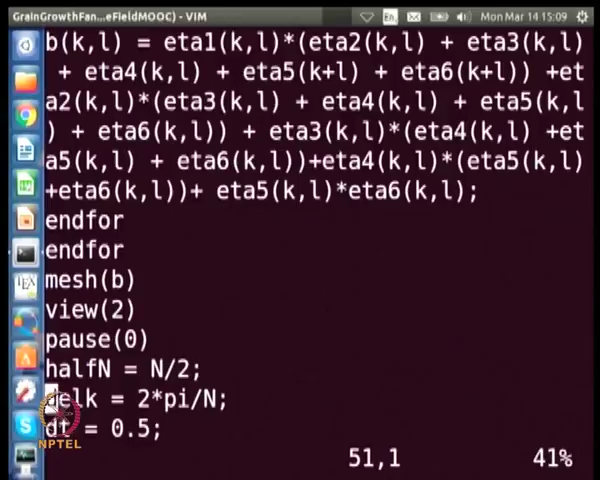 GrainGrowthFan...eFieldMOOC) - VIM
En
Mon Mar 14 15:09
b(k,l) = eta1(k,l)*(eta2(k,l) + eta3(k,l)
+ eta4(k,l) + eta5(k+l) + eta6(k+l)) +et
a2(k,l)*(eta3(k,l) + eta4(k,l) + eta5(k,l
) + eta6(k,l)) + eta3(k,l)*(eta4(k,l) +et
a5(k,l) + eta6(k,l))+eta4(k,l)*(eta5(k,l)
+eta6(k,l))+ eta5(k,l)*eta6(k,l);
endfor
endfor
mesh(b)
view(2)
pause(0)
halfN = N/2;
delk = 2*pi/N;
dt = 0.5;
NPTEL
51,1 41%